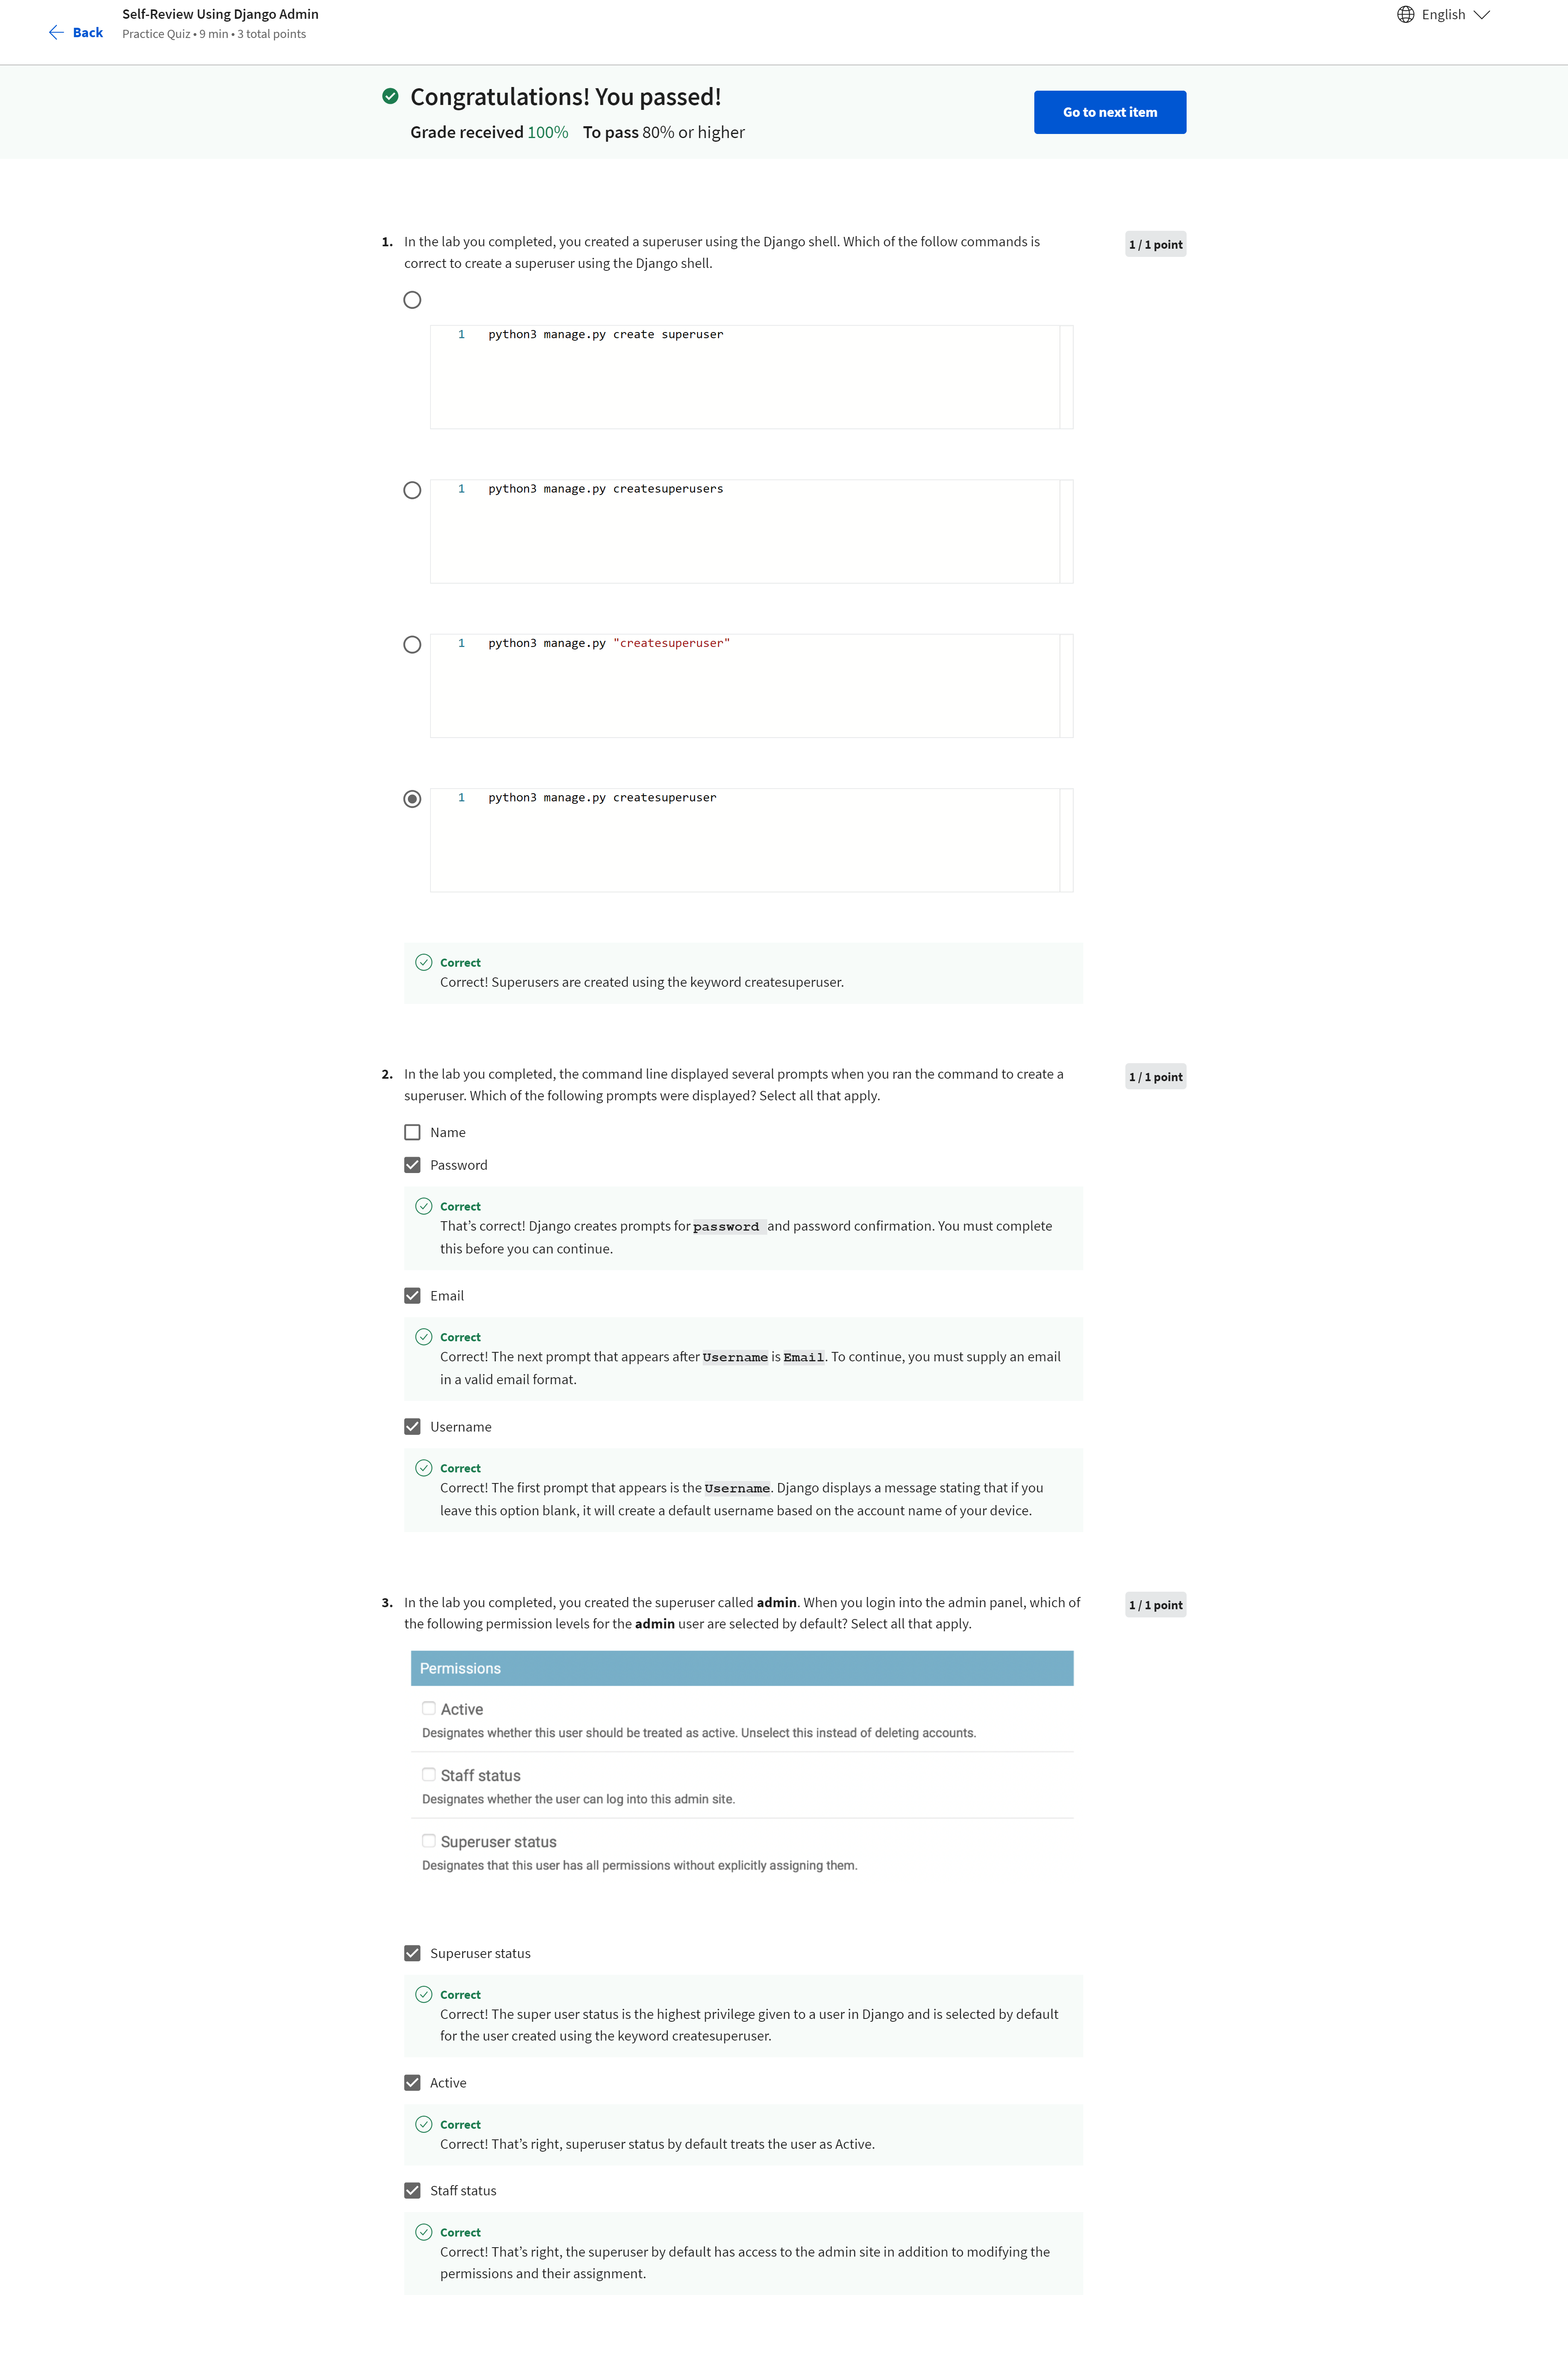 Self-Review Using Django Admin
Back
Practice Quiz • 9 min • 3 total points
English
Congratulations! You passed!
Grade received 100% To pass 80% or higher
Go to next item
1. In the lab you completed, you created a superuser using the Django shell. Which of the follow commands is
correct to create a superuser using the Django shell.
1 / 1 point
1 python3 manage.py create superuser
1 python3 manage.py createsuperusers
1 python3 manage.py "createsuperuser"
1 python3 manage.py createsuperuser
Correct
Correct! Superusers are created using the keyword createsuperuser.
2. In the lab you completed, the command line displayed several prompts when you ran the command to create a
superuser. Which of the following prompts were displayed? Select all that apply.
1 / 1 point
Name
Password
Correct
That's correct! Django creates prompts for password and password confirmation. You must complete
this before you can continue.
Email
Correct
Correct! The next prompt that appears after Username is Email. To continue, you must supply an email
in a valid email format.
Username
Correct
Correct! The first prompt that appears is the Username. Django displays a message stating that if you
leave this option blank, it will create a default username based on the account name of your device.
3. In the lab you completed, you created the superuser called admin. When you login into the admin panel, which of
the following permission levels for the admin user are selected by default? Select all that apply.
1 / 1 point
Permissions
Active
Designates whether this user should be treated as active. Unselect this instead of deleting accounts.
Staff status
Designates whether the user can log into this admin site.
Superuser status
Designates that this user has all permissions without explicitly assigning them.
Superuser status
Correct
Correct! The super user status is the highest privilege given to a user in Django and is selected by default
for the user created using the keyword createsuperuser.
Active
Correct
Correct! That's right, superuser status by default treats the user as Active.
Staff status
Correct
Correct! That's right, the superuser by default has access to the admin site in addition to modifying the
permissions and their assignment.